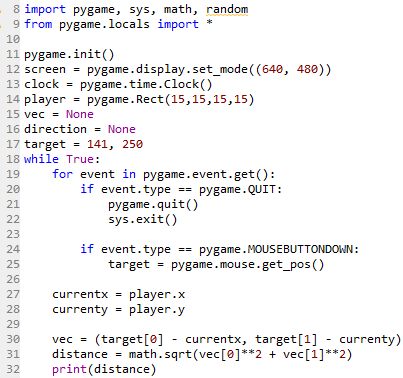 8 import pygame, sys, math, random
9 from pygame.locals import *
10
11 pygame.init()
12 screen = pygame.display.set_mode((640, 480))
13 clock = pygame.time.Clock()
14 player = pygame.Rect(15,15,15,15)
15 vec = None
16 direction = None
17 target = 141, 250
18 while True:
19     for event in pygame.event.get():
20         if event.type == pygame.QUIT:
21             pygame.quit()
22             sys.exit()
23
24         if event.type == pygame.MOUSEBUTTONDOWN:
25             target = pygame.mouse.get_pos()
26
27     currentx = player.x
28     currenty = player.y
29
30     vec = (target[0] - currentx, target[1] - currenty)
31     distance = math.sqrt(vec[0]**2 + vec[1]**2)
32     print(distance)